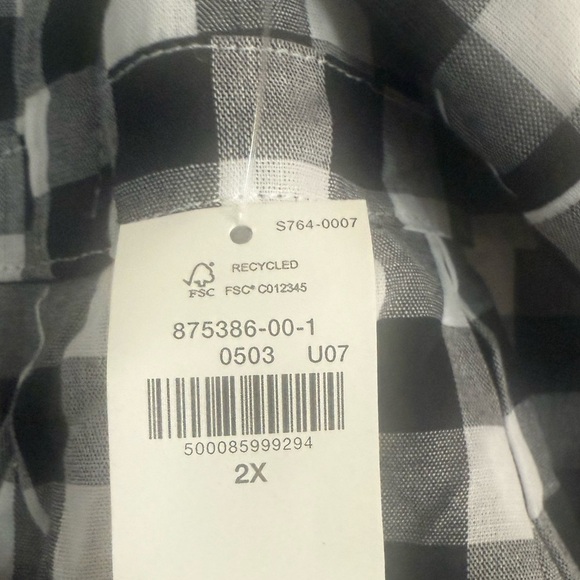 S764-0007
RECYCLED
FSC FSC® C012345
875386-00-1
0503 U07
500085999294
2X